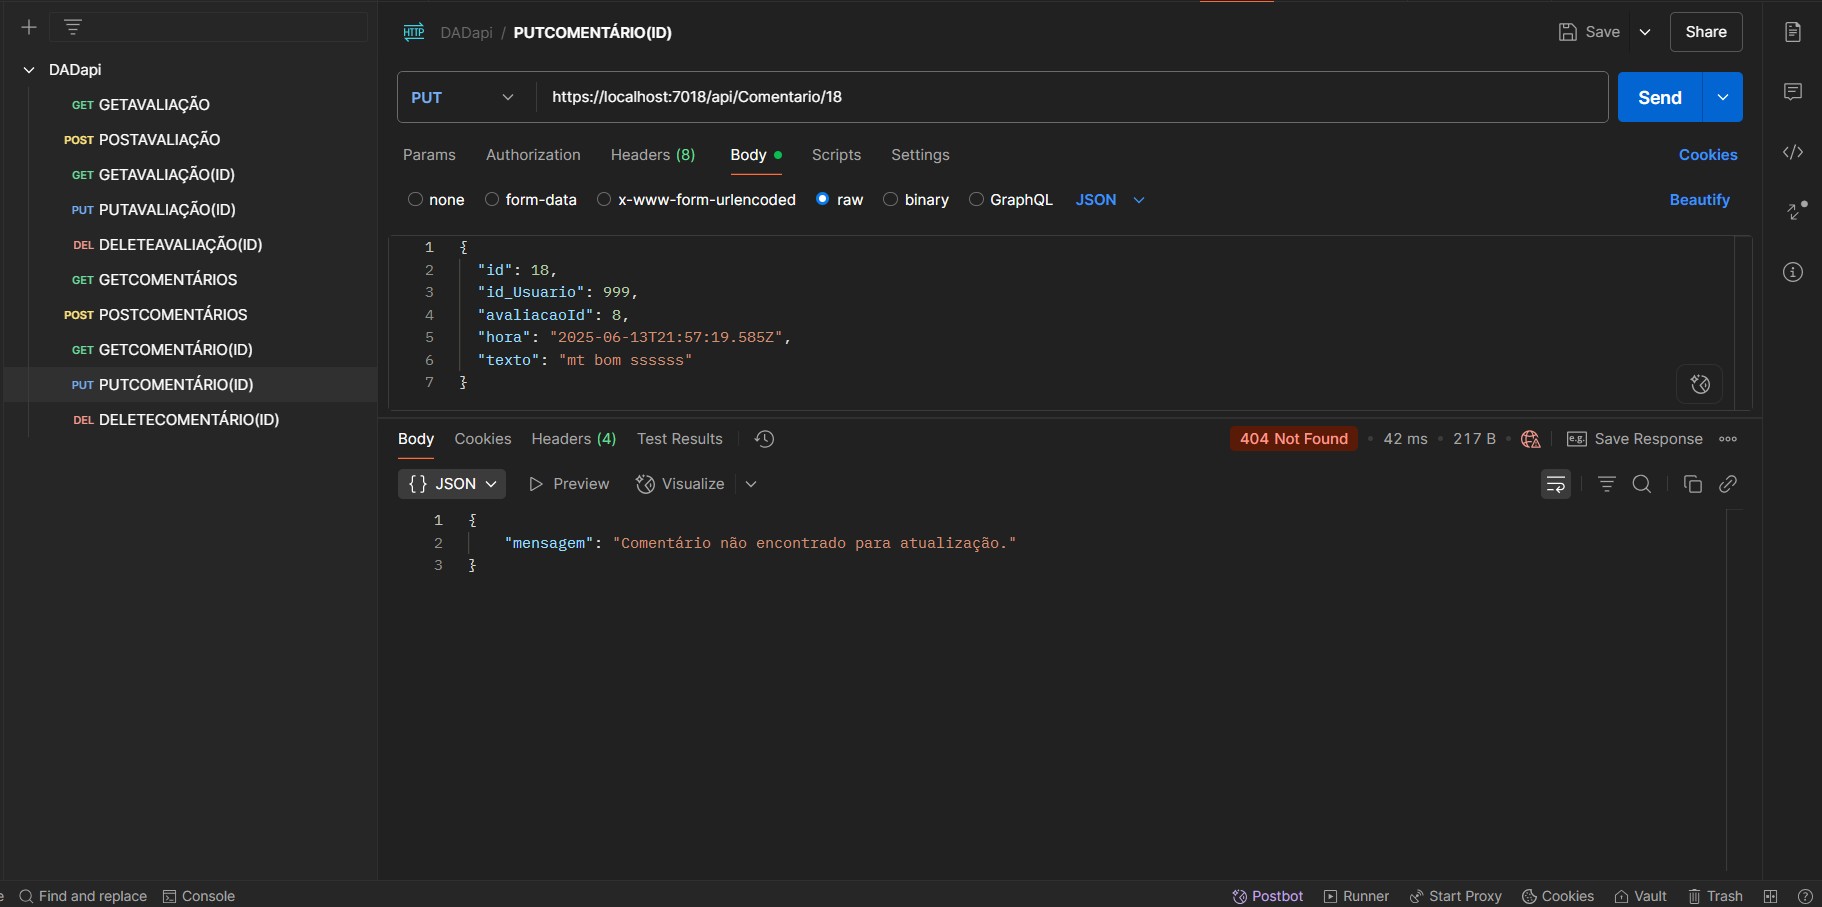 DADapi
GET GETAVALIAÇÃO
POST POSTAVALIAÇÃO
GET GETAVALIAÇÃO(ID)
PUT PUTAVALIAÇÃO(ID)
DEL DELETEAVALIAÇÃO(ID)
GET GETCOMENTÁRIOS
POST POSTCOMENTÁRIOS
GET GETCOMENTÁRIO(ID)
PUT PUTCOMENTÁRIO(ID)
DEL DELETECOMENTÁRIO(ID)
HTTP DADapi / PUTCOMENTÁRIO(ID)
Save
Share
PUT https://localhost:7018/api/Comentario/18
Send
Params Authorization Headers (8) Body Scripts Settings
Cookies
none form-data x-www-form-urlencoded raw binary GraphQL JSON
Beautify
1 {
2 "id": 18,
3 "id_Usuario": 999,
4 "avaliacaoId": 8,
5 "hora": "2025-06-13T21:57:19.585Z",
6 "texto": "mt bom ssssss"
7 }
Body Cookies Headers (4) Test Results
404 Not Found • 42 ms • 217 B • e.g. Save Response
{} JSON Preview Visualize
1 {
2 "mensagem": "Comentário não encontrado para atualização."
3 }
e Find and replace Console
Postbot Runner Start Proxy Cookies Vault Trash